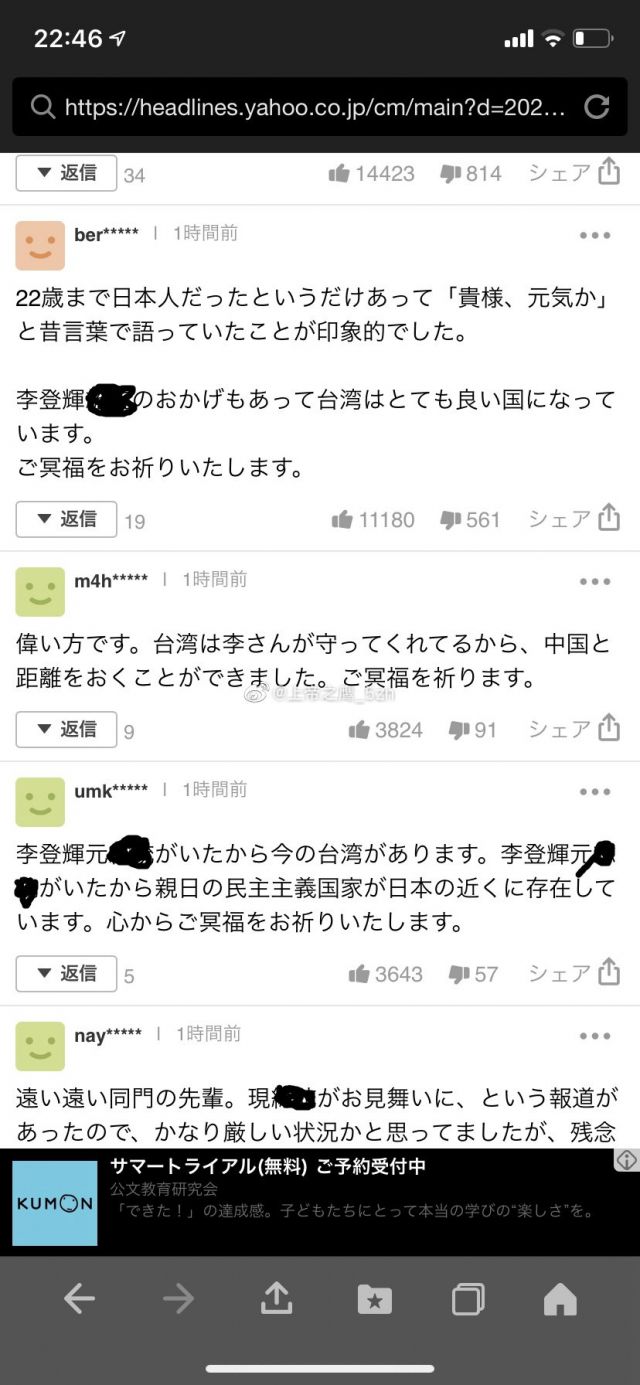 22:46
https://headlines.yahoo.co.jp/cm/main?d=202...
▼ 返信 34 14423 814 シェア
ber***** | 1時間前
22歳まで日本人だったというだけあって「貴様、元気か」
と昔言葉で語っていたことが印象的でした。
李登輝 のおかげもあって台湾はとても良い国になって
います。
ご冥福をお祈りいたします。
▼ 返信 19 11180 561 シェア
m4h***** | 1時間前
偉い方です。台湾は李さんが守ってくれてるから、中国と
距離をおくことができました。ご冥福を祈ります。
@上帝之鹰_5zn
▼ 返信 9 3824 91 シェア
umk***** | 1時間前
李登輝元 がいたから今の台湾があります。李登輝元
がいたから親日の民主主義国家が日本の近くに存在して
います。心からご冥福をお祈りいたします。
▼ 返信 5 3643 57 シェア
nay***** | 1時間前
遠い遠い同門の先輩。現 がお見舞いに、という報道が
あったので、かなり厳しい状況かと思ってましたが、残念
サマートライアル(無料) ご予約受付中
KUMON
公文教育研究会
「できた！」の達成感。子どもたちにとって本当の学びの“楽しさ”を。